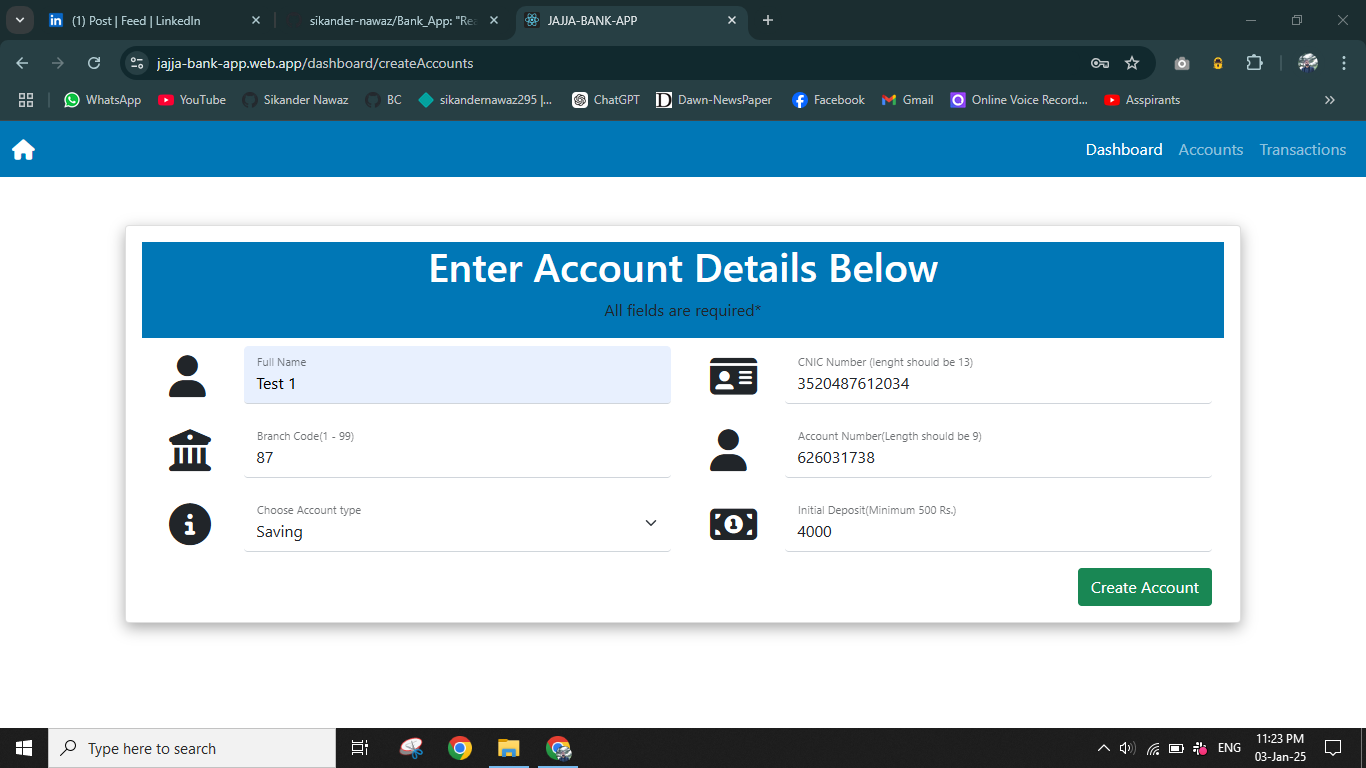 (1) Post | Feed | LinkedIn
sikander-nawaz/Bank_App: "Rea
JAJJA-BANK-APP
jajja-bank-app.web.app/dashboard/createAccounts
WhatsApp
YouTube
Sikander Nawaz
BC
sikandernawaz295 |...
ChatGPT
Dawn-NewsPaper
Facebook
Gmail
Online Voice Record...
Asspirants
Dashboard
Accounts
Transactions
Enter Account Details Below
All fields are required*
Full Name
Test 1
CNIC Number (lenght should be 13)
3520487612034
Branch Code(1 - 99)
87
Account Number(Length should be 9)
626031738
Choose Account type
Saving
Initial Deposit(Minimum 500 Rs.)
4000
Create Account
Type here to search
ENG
11:23 PM
03-Jan-25